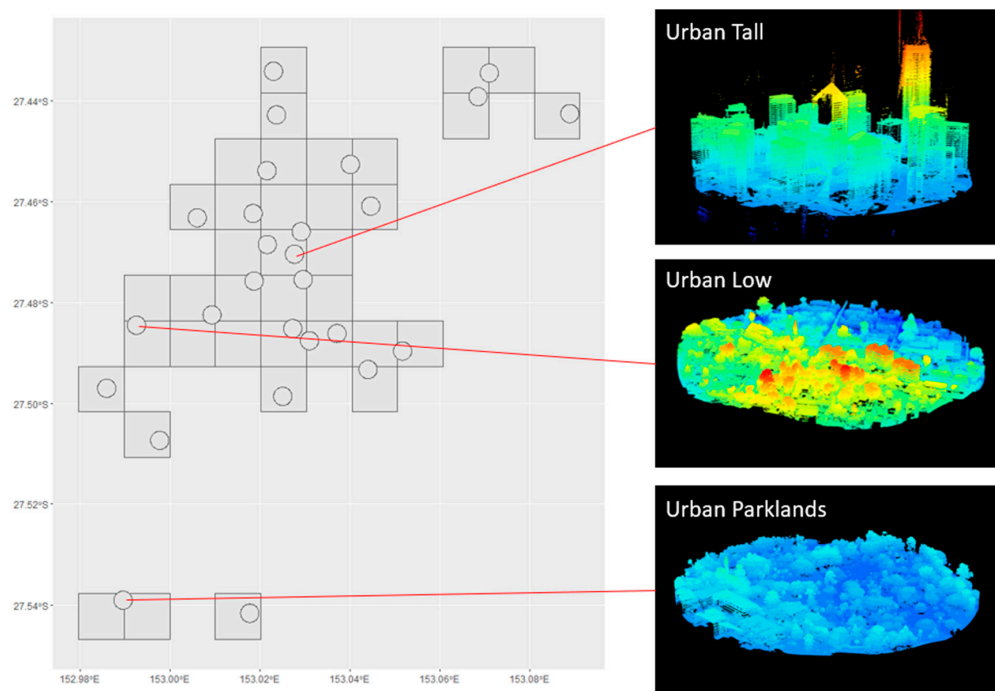 27.44°S
27.46°S
27.48°S
27.50°S
27.52°S
27.54°S
152.98°E
153.00°E
153.02°E
153.04°E
153.06°E
153.08°E
Urban Tall
Urban Low
Urban Parklands